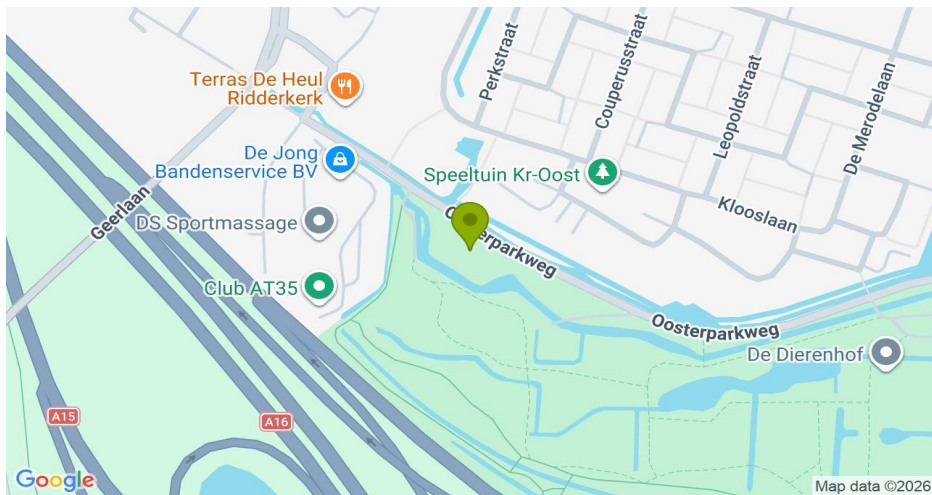 Perkstraat
Couperusstraat
Leopoldstraat
De Merodelaan
Terras De Heul
Ridderkerk
De Jong
Bandenservice BV
Speeltuin Kr-Oost
Klooslaan
Geerlaan
DS Sportmassage
Oosterparkweg
Club AT35
Oosterparkweg
De Dierenhof
A15
A16
Google
Map data ©2026